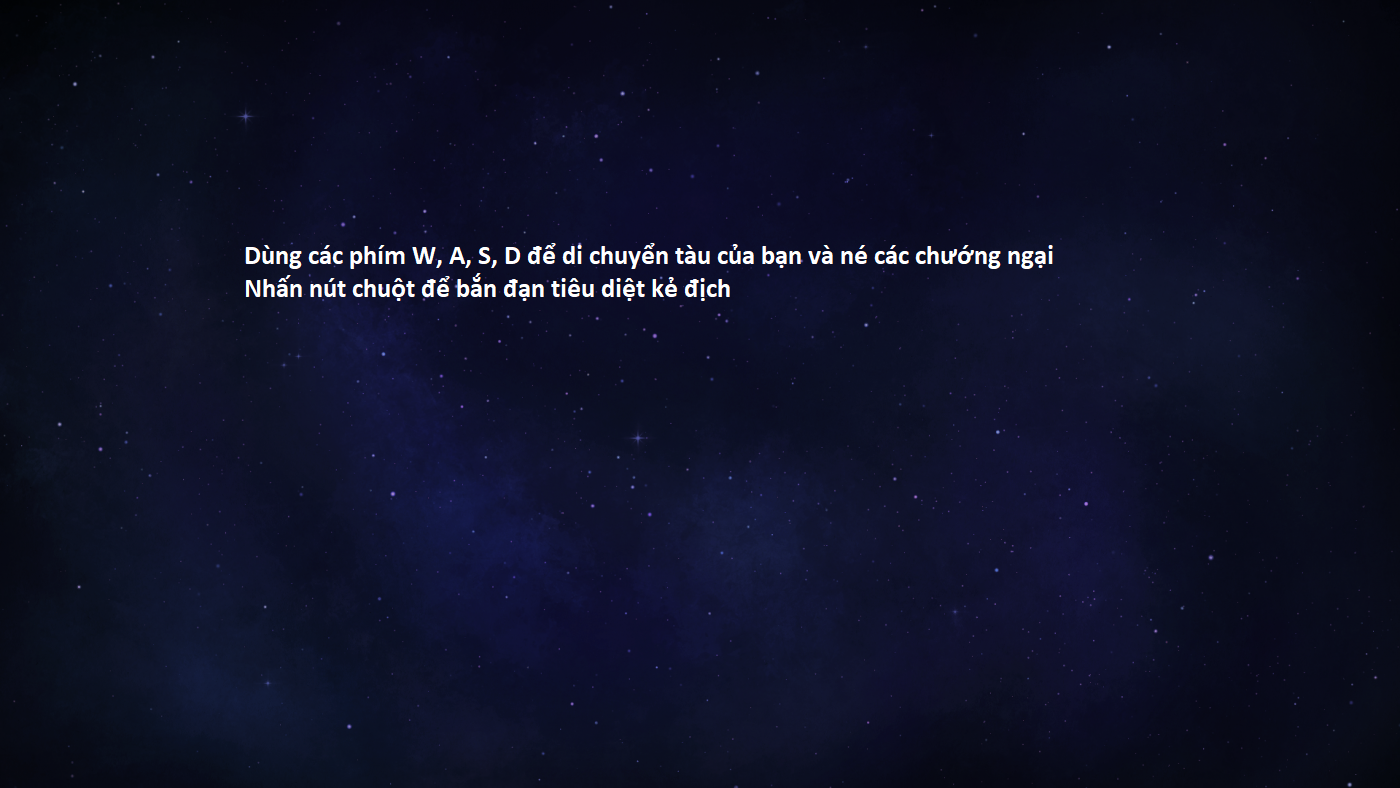 Dùng các phím W, A, S, D để di chuyển tàu của bạn và né các chướng ngại
Nhấn nút chuột để bắn đạn tiêu diệt kẻ địch